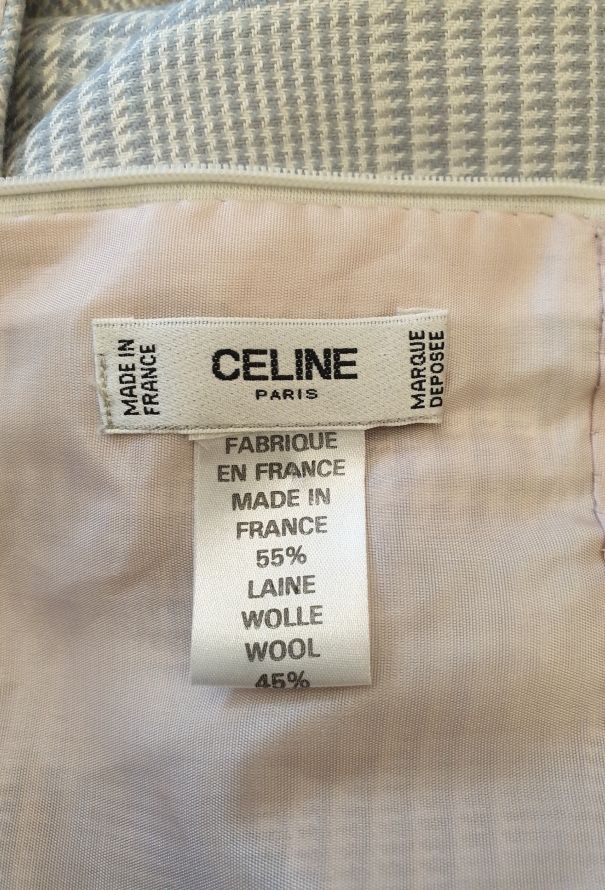 MADE IN
FRANCE
CELINE
PARIS
MARQUE
DEPOSEE
FABRIQUE
EN FRANCE
MADE IN
FRANCE
55%
LAINE
WOLLE
WOOL
45%